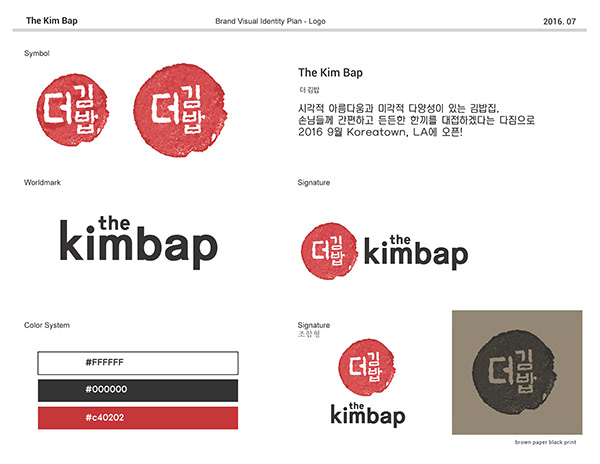 The Kim Bap
Brand Visual Identity Plan - Logo
2016. 07
Symbol
더 김
밥
더 김
밥
The Kim Bap
더 김밥
시각적 아름다움과 미각적 다양성이 있는 김밥집.
손님들께 간편하고 든든한 한끼를 대접하겠다는 다짐으로
2016 9월 Koreatown, LA에 오픈!
Worldmark
the
kimbap
Signature
더 김
밥
the
kimbap
Color System
#FFFFFF
#000000
#c40202
Signature
조합형
더 김
밥
the
kimbap
더 김
밥
brown paper black print